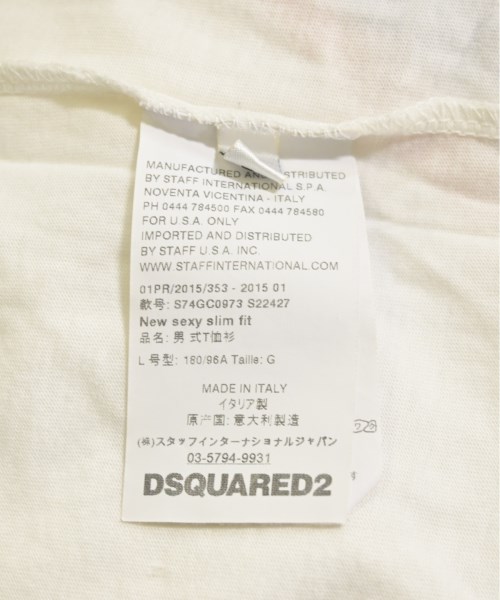 MANUFACTURED AND DISTRIBUTED
BY STAFF INTERNATIONAL S.P.A.
NOVENTA VICENTINA - ITALY
PH 0444 784500 FAX 0444 784580
FOR U.S.A. ONLY
IMPORTED AND DISTRIBUTED
BY STAFF U.S.A. INC.
WWW.STAFFINTERNATIONAL.COM
01PR/2015/353 - 2015 01
款号: S74GC0973 S22427
New sexy slim fit
品名: 男 式T恤衫
L 号型: 180/96A Taille: G
MADE IN ITALY
イタリア製
原产国: 意大利製造
(株)スタッフインターナショナルジャパン
03-5794-9931
DSQUARED2